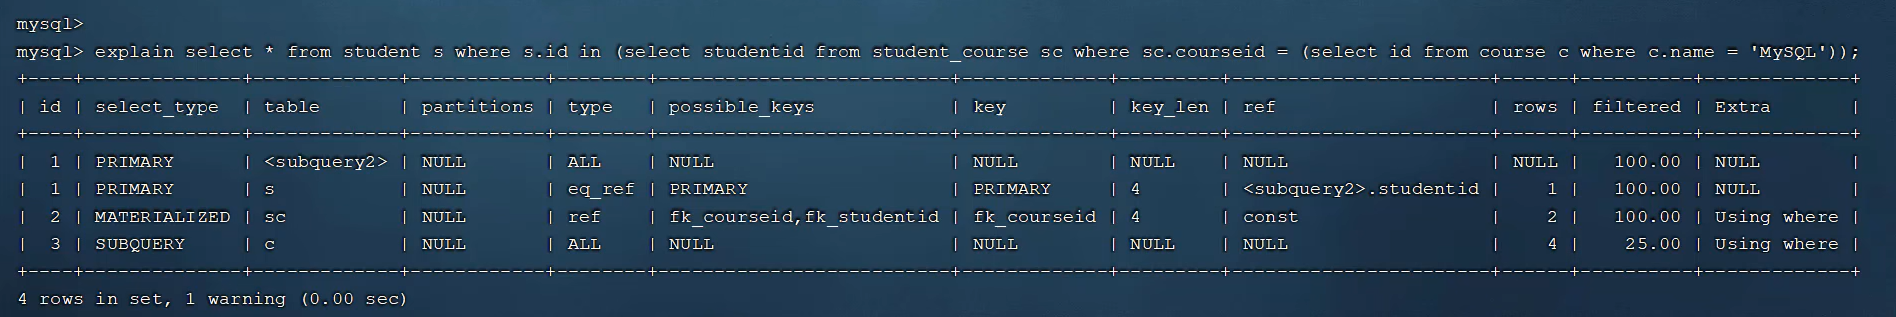 mysql>
mysql> explain select * from student s where s.id in (select studentid from student_course sc where sc.courseid = (select id from course c where c.name = 'MySQL'));
+----+--------------+-------------+------------+--------+--------------------------+-------------+---------+-----------------------+------+----------+-------------+
| id | select_type  | table       | partitions | type   | possible_keys            | key         | key_len | ref                   | rows | filtered | Extra       |
+----+--------------+-------------+------------+--------+--------------------------+-------------+---------+-----------------------+------+----------+-------------+
|  1 | PRIMARY      | <subquery2> | NULL       | ALL    | NULL                     | NULL        | NULL    | NULL                  | NULL |   100.00 | NULL        |
|  1 | PRIMARY      | s           | NULL       | eq_ref | PRIMARY                  | PRIMARY     | 4       | <subquery2>.studentid |    1 |   100.00 | NULL        |
|  2 | MATERIALIZED | sc          | NULL       | ref    | fk_courseid,fk_studentid | fk_courseid | 4       | const                 |    2 |   100.00 | Using where |
|  3 | SUBQUERY     | c           | NULL       | ALL    | NULL                     | NULL        | NULL    | NULL                  |    4 |    25.00 | Using where |
+----+--------------+-------------+------------+--------+--------------------------+-------------+---------+-----------------------+------+----------+-------------+
4 rows in set, 1 warning (0.00 sec)